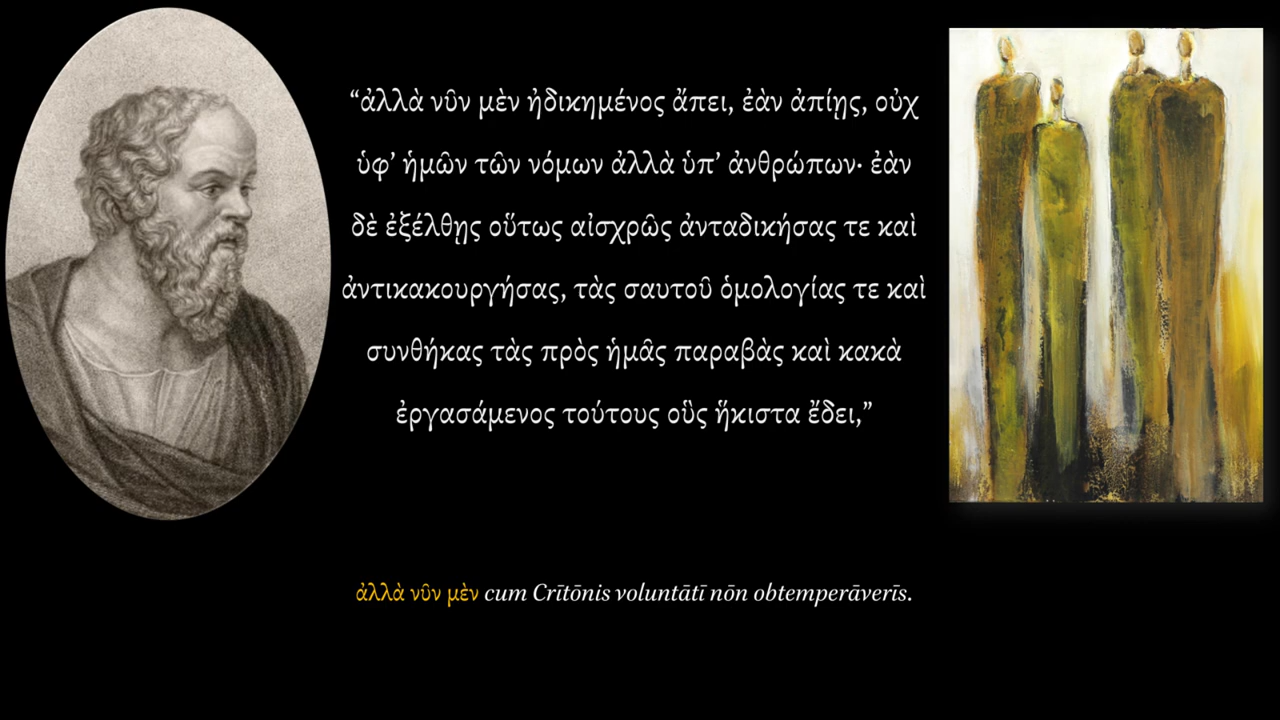 “ἀλλὰ νῦν μὲν ἠδικημένος ἄπει, ἐὰν ἀπίῃς, οὐχ
ὑφ’ ἡμῶν τῶν νόμων ἀλλὰ ὑπ’ ἀνθρώπων· ἐὰν
δὲ ἐξέλθῃς οὕτως αἰσχρῶς ἀνταδικήσας τε καὶ
ἀντικακουργήσας, τὰς σαυτοῦ ὁμολογίας τε καὶ
συνθήκας τὰς πρὸς ἡμᾶς παραβὰς καὶ κακὰ
ἐργασάμενος τούτους οὓς ἥκιστα ἔδει,”
ἀλλὰ νῦν μὲν cum Crītōnis voluntātī nōn obtemperāverīs.